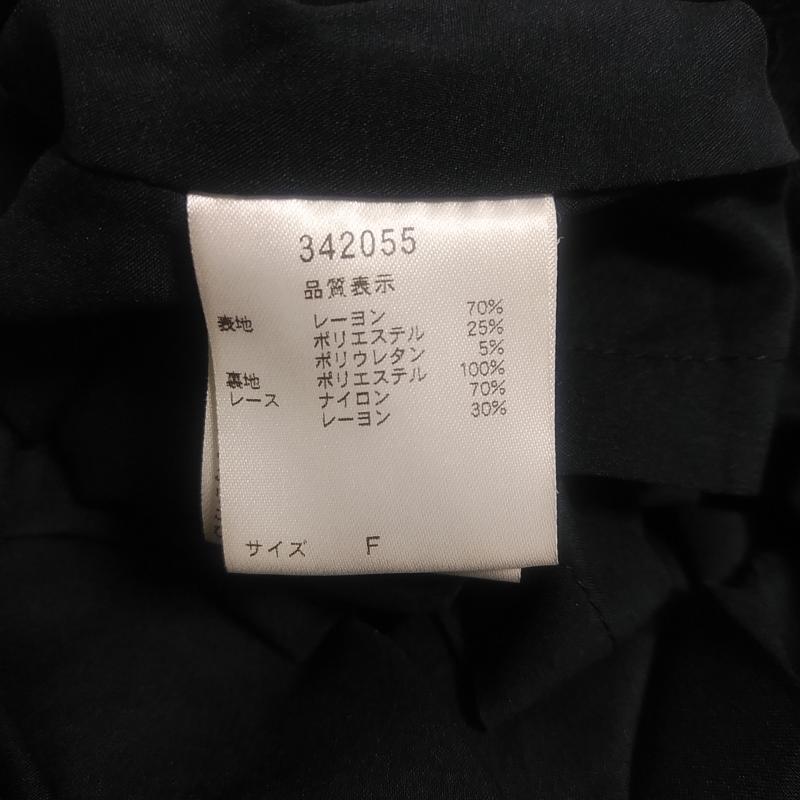 342055
品質表示
表地 レーヨン 70%
ポリエステル 25%
ポリウレタン 5%
裏地 ポリエステル 100%
レース ナイロン 70%
レーヨン 30%
サイズ F